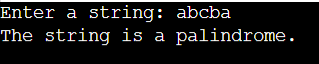 Enter a string: abcba
The string is a palindrome.